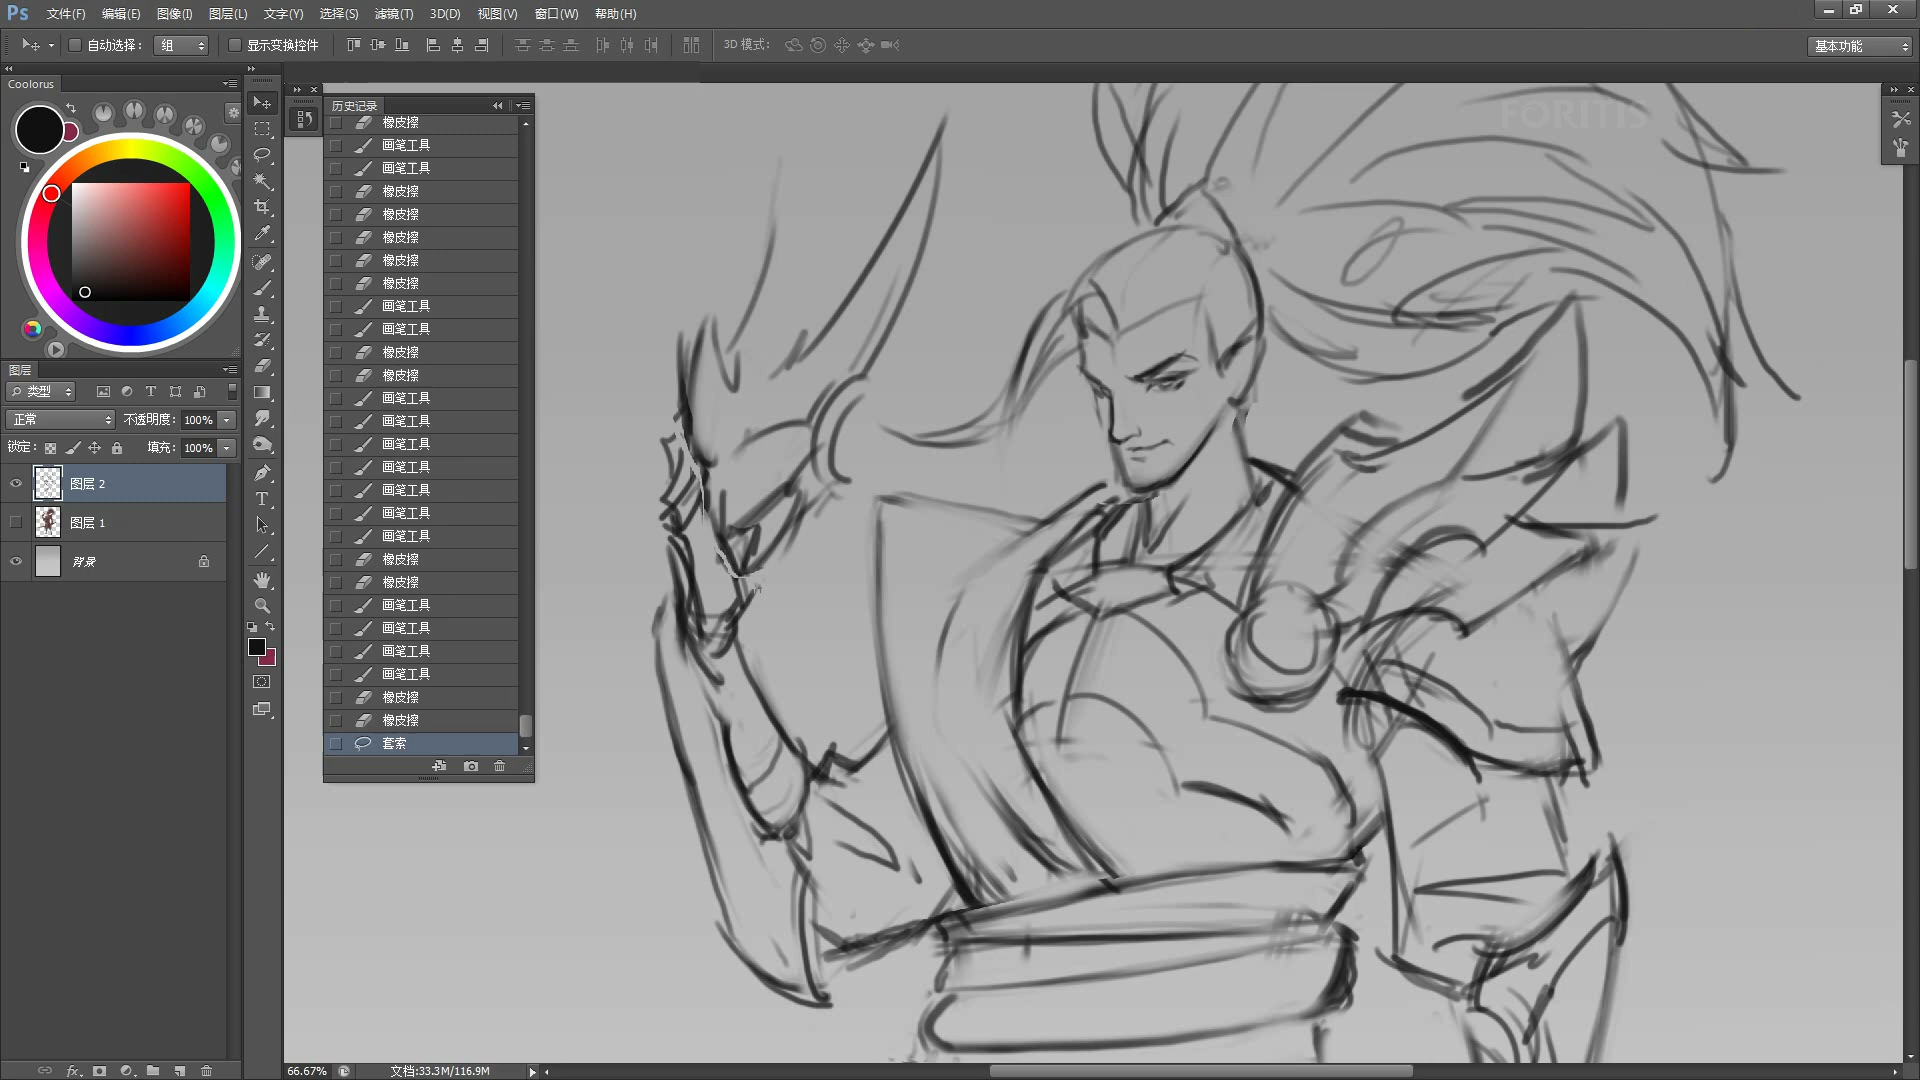 Ps 文件(F) 编辑(E) 图像(I) 图层(L) 文字(Y) 选择(S) 滤镜(T) 3D(D) 视图(V) 窗口(W) 帮助(H)
自动选择: 组 显示变换控件 3D 模式: 基本功能
Coolorus
历史记录
橡皮擦
画笔工具
画笔工具
橡皮擦
橡皮擦
橡皮擦
橡皮擦
橡皮擦
画笔工具
画笔工具
橡皮擦
橡皮擦
画笔工具
画笔工具
画笔工具
画笔工具
画笔工具
画笔工具
画笔工具
橡皮擦
橡皮擦
画笔工具
画笔工具
画笔工具
画笔工具
橡皮擦
橡皮擦
套索
FORITIS
图层
类型
正常 不透明度: 100%
锁定: 填充: 100%
图层 2
图层 1
背景
66.67% 文档:33.3M/116.9M